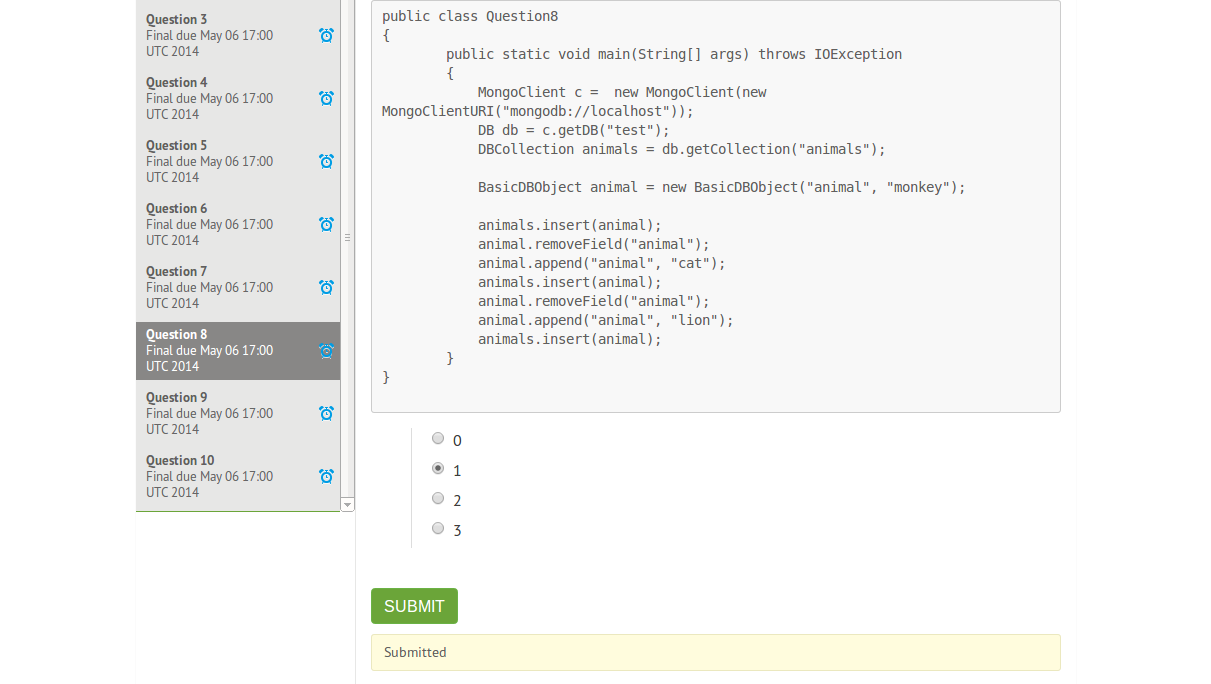 Question 3
Final due May 06 17:00
UTC 2014
Question 4
Final due May 06 17:00
UTC 2014
Question 5
Final due May 06 17:00
UTC 2014
Question 6
Final due May 06 17:00
UTC 2014
Question 7
Final due May 06 17:00
UTC 2014
Question 8
Final due May 06 17:00
UTC 2014
Question 9
Final due May 06 17:00
UTC 2014
Question 10
Final due May 06 17:00
UTC 2014
public class Question8
{
        public static void main(String[] args) throws IOException
        {
            MongoClient c =  new MongoClient(new
MongoClientURI("mongodb://localhost"));
            DB db = c.getDB("test");
            DBCollection animals = db.getCollection("animals");

            BasicDBObject animal = new BasicDBObject("animal", "monkey");

            animals.insert(animal);
            animal.removeField("animal");
            animal.append("animal", "cat");
            animals.insert(animal);
            animal.removeField("animal");
            animal.append("animal", "lion");
            animals.insert(animal);
        }
}
0
1
2
3
SUBMIT
Submitted